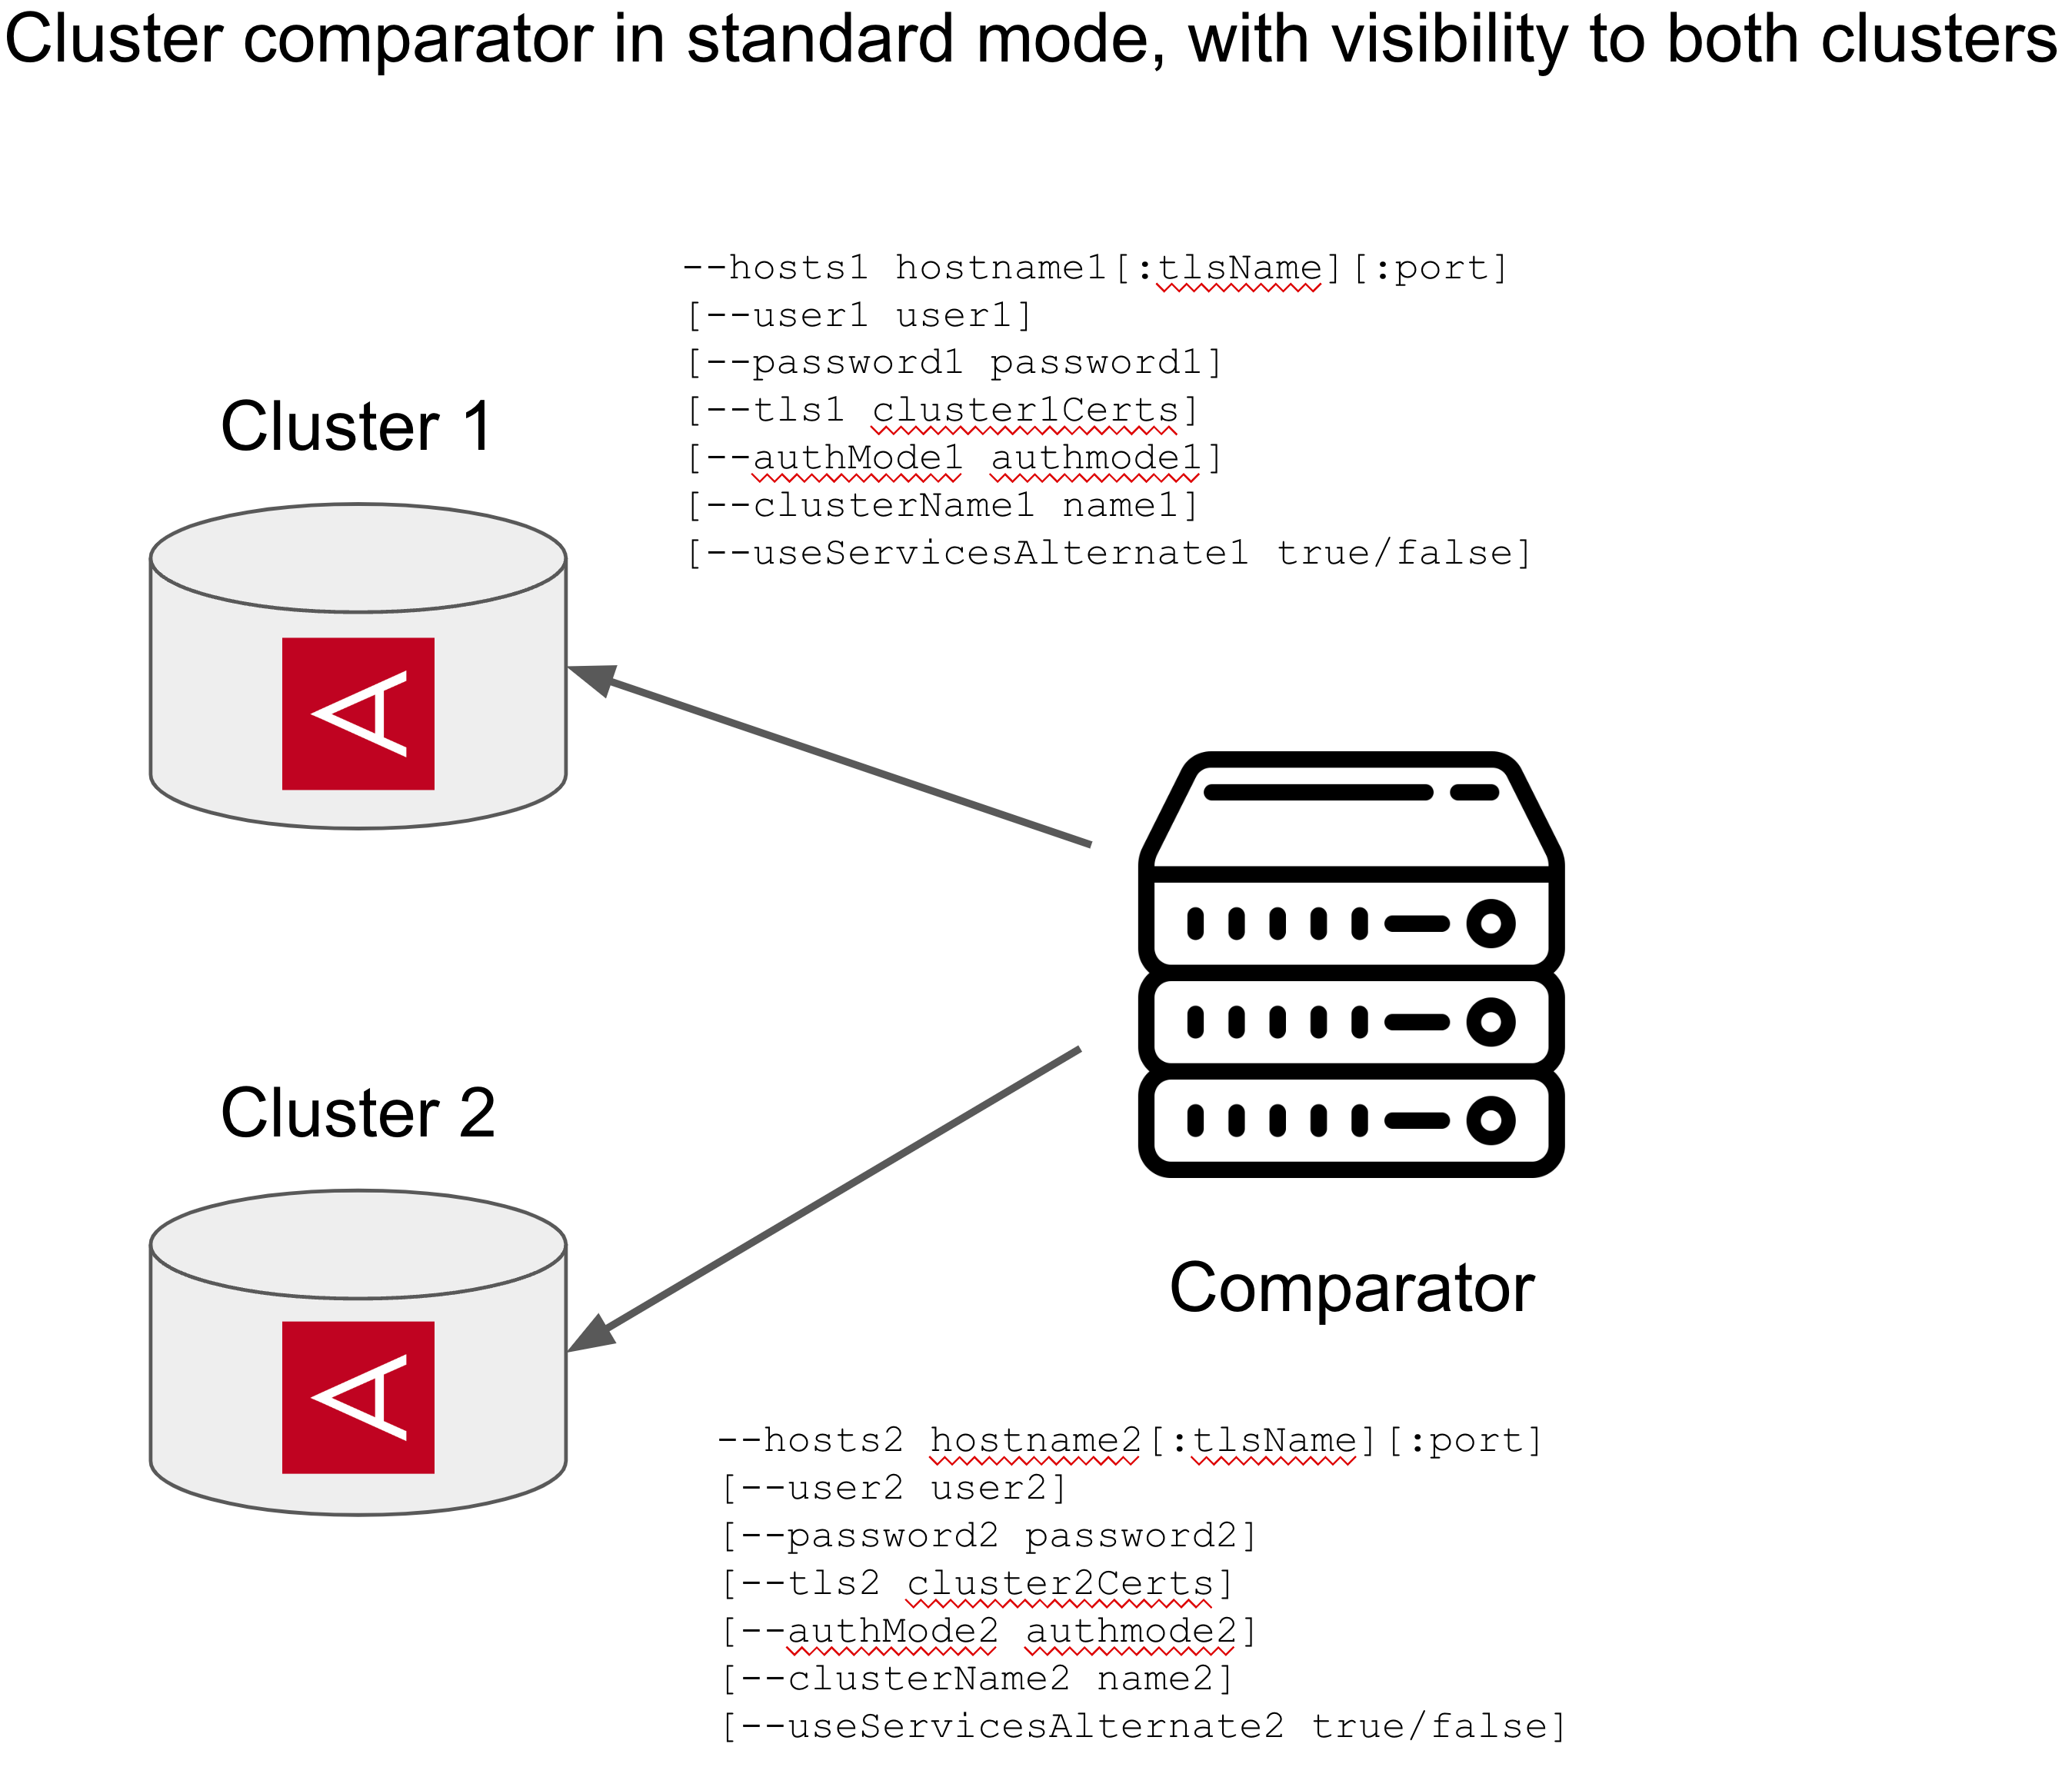 Cluster comparator in standard mode, with visibility to both clusters
--hosts1 hostname1[:tlsName][:port]
[--user1 user1]
[--password1 password1]
[--tls1 cluster1Certs]
[--authMode1 authmode1]
[--clusterName1 name1]
[--useServicesAlternate1 true/false]
Cluster 1
A
Cluster 2
A
Comparator
--hosts2 hostname2[:tlsName][:port]
[--user2 user2]
[--password2 password2]
[--tls2 cluster2Certs]
[--authMode2 authmode2]
[--clusterName2 name2]
[--useServicesAlternate2 true/false]